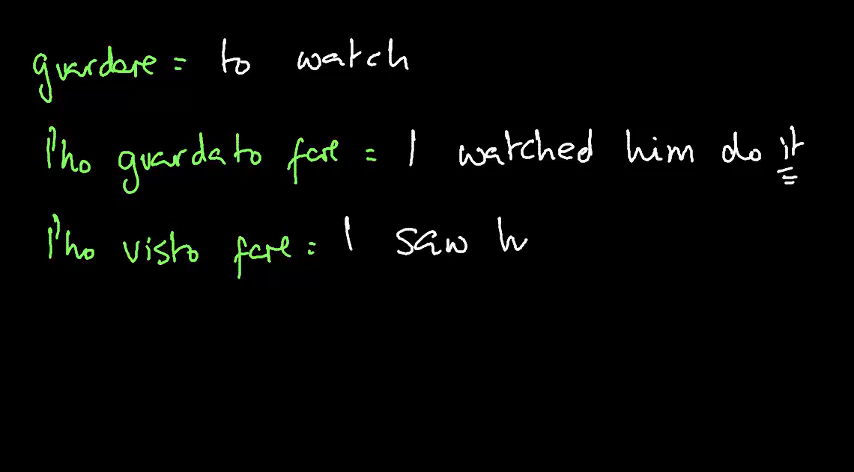 guardare = to watch
l'ho guardato fare = I watched him do it
l'ho visto fare = I saw h